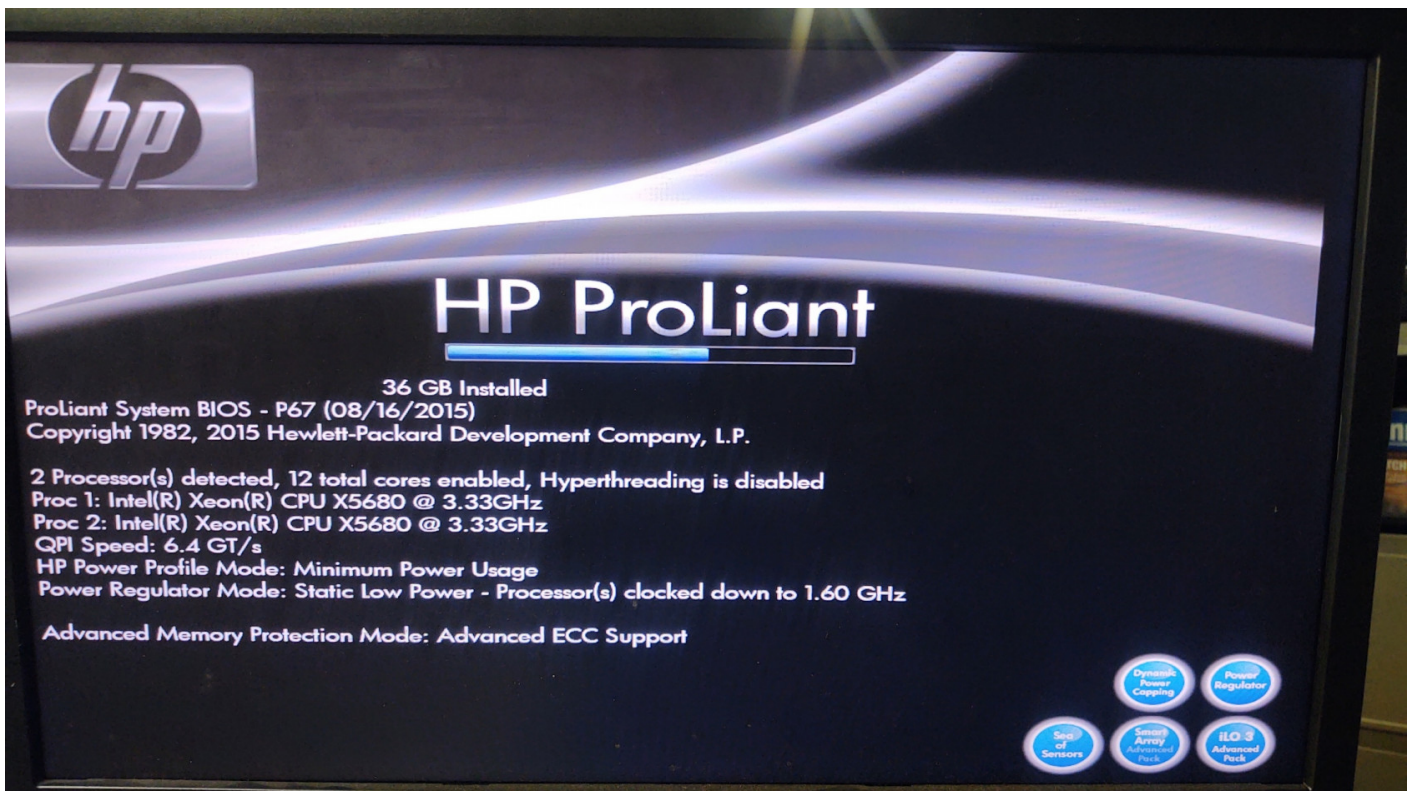 hp
HP ProLiant
36 GB Installed
ProLiant System BIOS - P67 (08/16/2015)
Copyright 1982, 2015 Hewlett-Packard Development Company, L.P.
2 Processor(s) detected, 12 total cores enabled, Hyperthreading is disabled
Proc 1: Intel(R) Xeon(R) CPU X5680 @ 3.33GHz
Proc 2: Intel(R) Xeon(R) CPU X5680 @ 3.33GHz
QPI Speed: 6.4 GT/s
HP Power Profile Mode: Minimum Power Usage
Power Regulator Mode: Static Low Power - Processor(s) clocked down to 1.60 GHz
Advanced Memory Protection Mode: Advanced ECC Support
Dynamic
Power
Capping
Power
Regulator
Sea
of
Sensors
Smart
Array
Advanced
Pack
iLO 3
Advanced
Pack